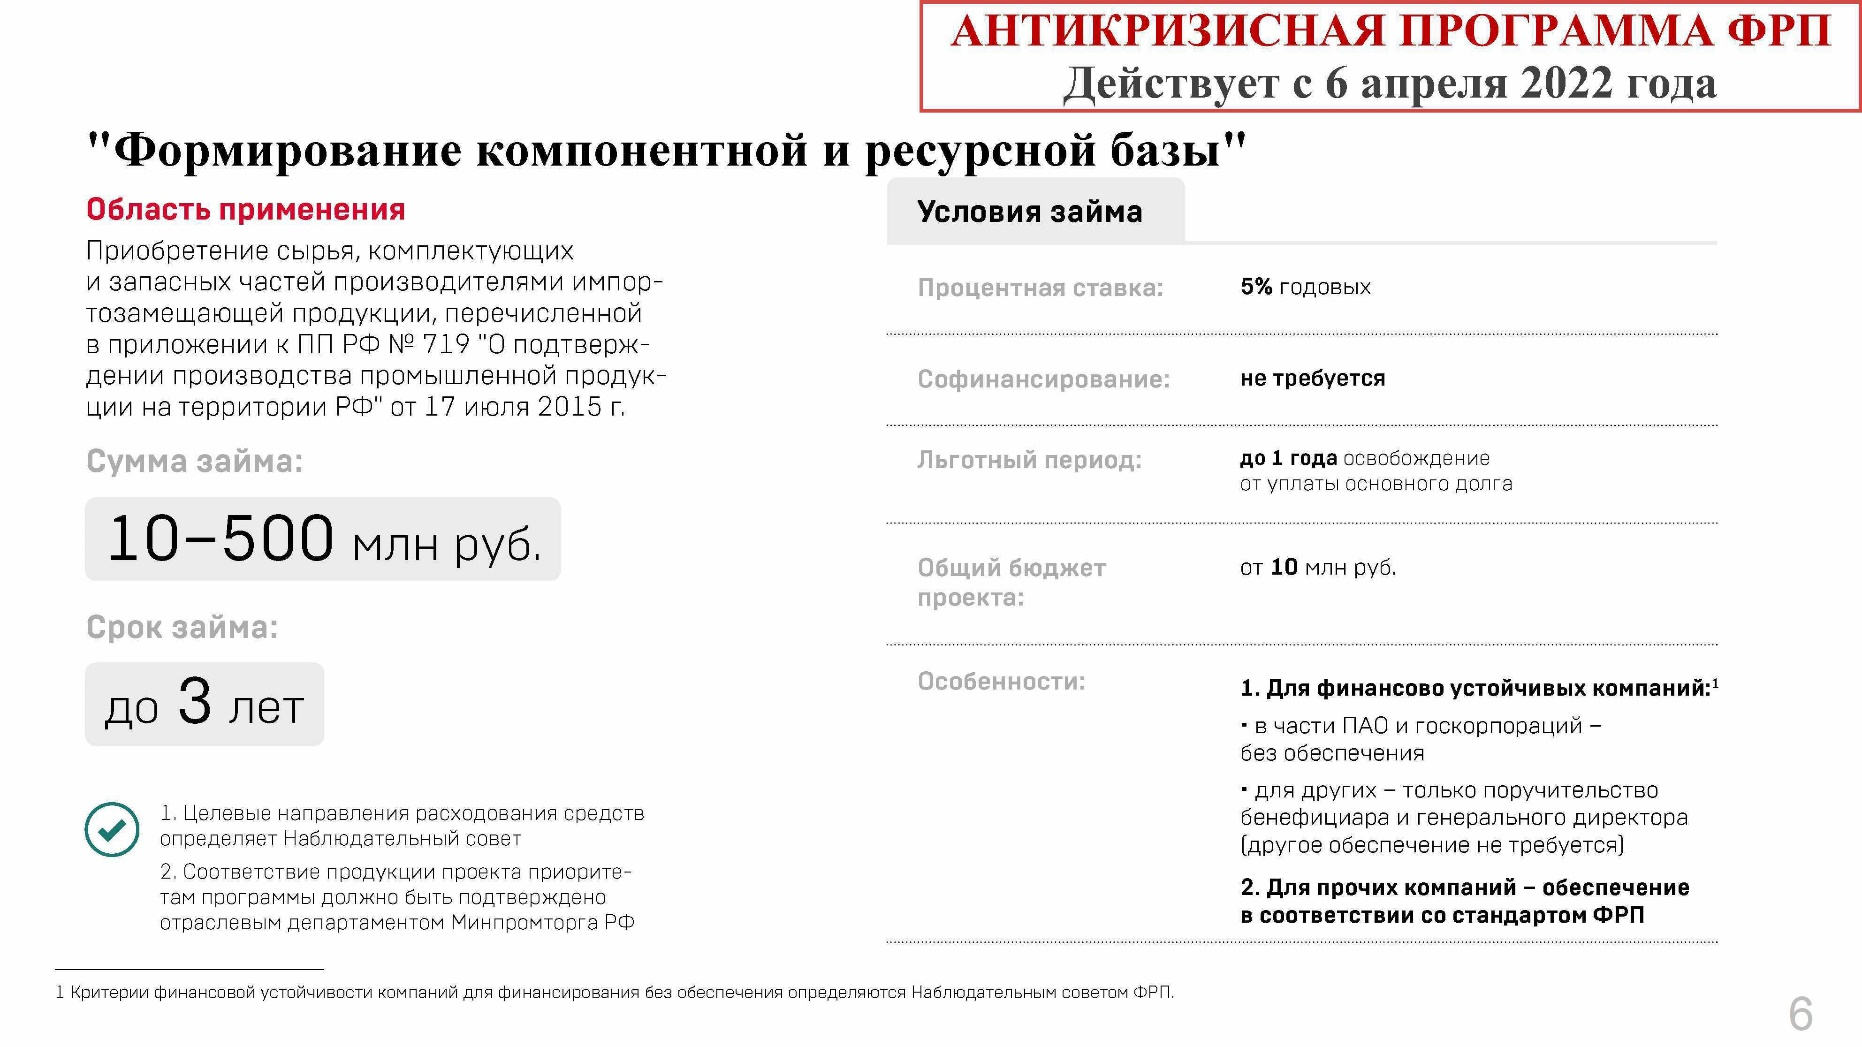 АНТИКРИЗИСНАЯ ПРОГРАММА ФРП
Действует с 6 апреля 2022 года
"Формирование компонентной и ресурсной базы"
Область применения
Приобретение сырья, комплектующих
и запасных частей производителями импор-
тозамещающей продукции, перечисленной
в приложении к ПП РФ № 719 "О подтверж-
дении производства промышленной продук-
ции на территории РФ" от 17 июля 2015 г.
Сумма займа:
10–500 млн руб.
Срок займа:
до 3 лет
1. Целевые направления расходования средств
определяет Наблюдательный совет
2. Соответствие продукции проекта приорите-
там программы должно быть подтверждено
отраслевым департаментом Минпромторга РФ
Условия займа
Процентная ставка: 5% годовых
Софинансирование: не требуется
Льготный период: до 1 года освобождение
от уплаты основного долга
Общий бюджет от 10 млн руб.
проекта:
Особенности: 1. Для финансово устойчивых компаний:¹
▪ в части ПАО и госкорпораций –
без обеспечения
▪ для других – только поручительство
бенефициара и генерального директора
(другое обеспечение не требуется)
2. Для прочих компаний – обеспечение
в соответствии со стандартом ФРП
1 Критерии финансовой устойчивости компаний для финансирования без обеспечения определяются Наблюдательным советом ФРП.
6